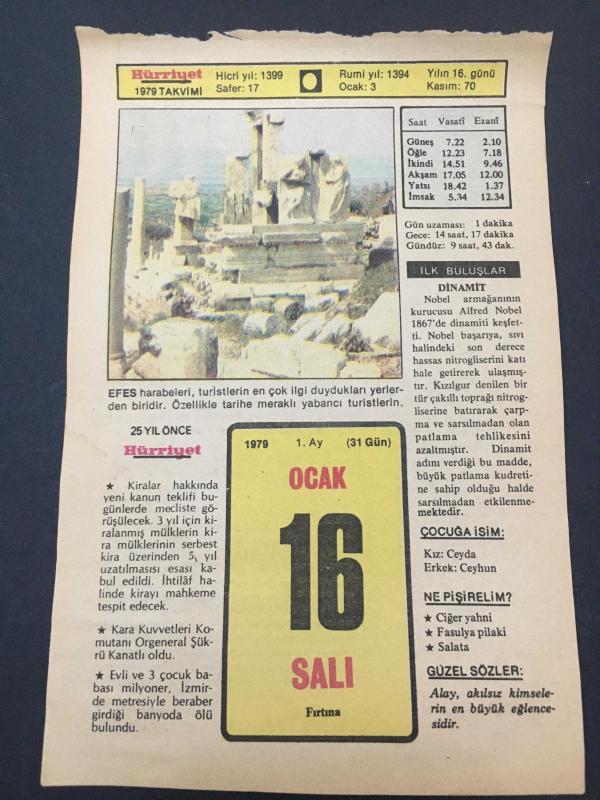 Hürriyet
1979 TAKVİMİ
Hicri yıl: 1399
Safer: 17
Rumi yıl: 1394
Ocak: 3
Yılın 16. günü
Kasım: 70
Saat Vasatî Ezanî
Güneş 7.22 2.10
Öğle 12.23 7.18
İkindi 14.51 9.46
Akşam 17.05 12.00
Yatsı 18.42 1.37
İmsak 5.34 12.34
Gün uzaması: 1 dakika
Gece: 14 saat, 17 dakika
Gündüz: 9 saat, 43 dak.
İLK BULUŞLAR
DİNAMİT
Nobel armağanının
kurucusu Alfred Nobel
1867'de dinamiti keşfet-
ti. Nobel başarıya, sıvı
halindeki son derece
hassas nitrogliserini katı
hale getirerek ulaşmış-
tır. Kızılgur denilen bir
tür çakıllı toprağı nitrog-
liserine batırarak çarp-
ma ve sarsılmadan olan
patlama tehlikesini
azaltmıştır. Dinamit
adını verdiği bu madde,
büyük patlama kudreti-
ne sahip olduğu halde
sarsılmadan etkilenme-
mektedir.
ÇOCUĞA İSİM:
Kız: Ceyda
Erkek: Ceyhun
NE PİŞİRELİM?
★ Ciğer yahni
★ Fasulya pilaki
★ Salata
GÜZEL SÖZLER:
Alay, akılsız kimsele-
rin en büyük eğlence-
sidir.
EFES harabeleri, turistlerin en çok ilgi duydukları yerler-
den biridir. Özellikle tarihe meraklı yabancı turistlerin.
25 YIL ÖNCE
Hürriyet
★ Kiralar hakkında
yeni kanun teklifi bu-
günlerde mecliste gö-
rüşülecek. 3 yıl için ki-
ralanmış mülklerin ki-
ra mülklerinin serbest
kira üzerinden 5, yıl
uzatılmasıı esası ka-
bul edildi. İhtilâf ha-
linde kirayı mahkeme
tespit edecek.
★ Kara Kuvvetleri Ko-
mutanı Orgeneral Şük-
rü Kanatlı oldu.
★ Evli ve 3 çocuk ba-
bası milyoner, İzmir-
de metresiyle beraber
girdiği banyoda ölü
bulundu.
1979 1. Ay (31 Gün)
OCAK
16
SALI
Fırtına